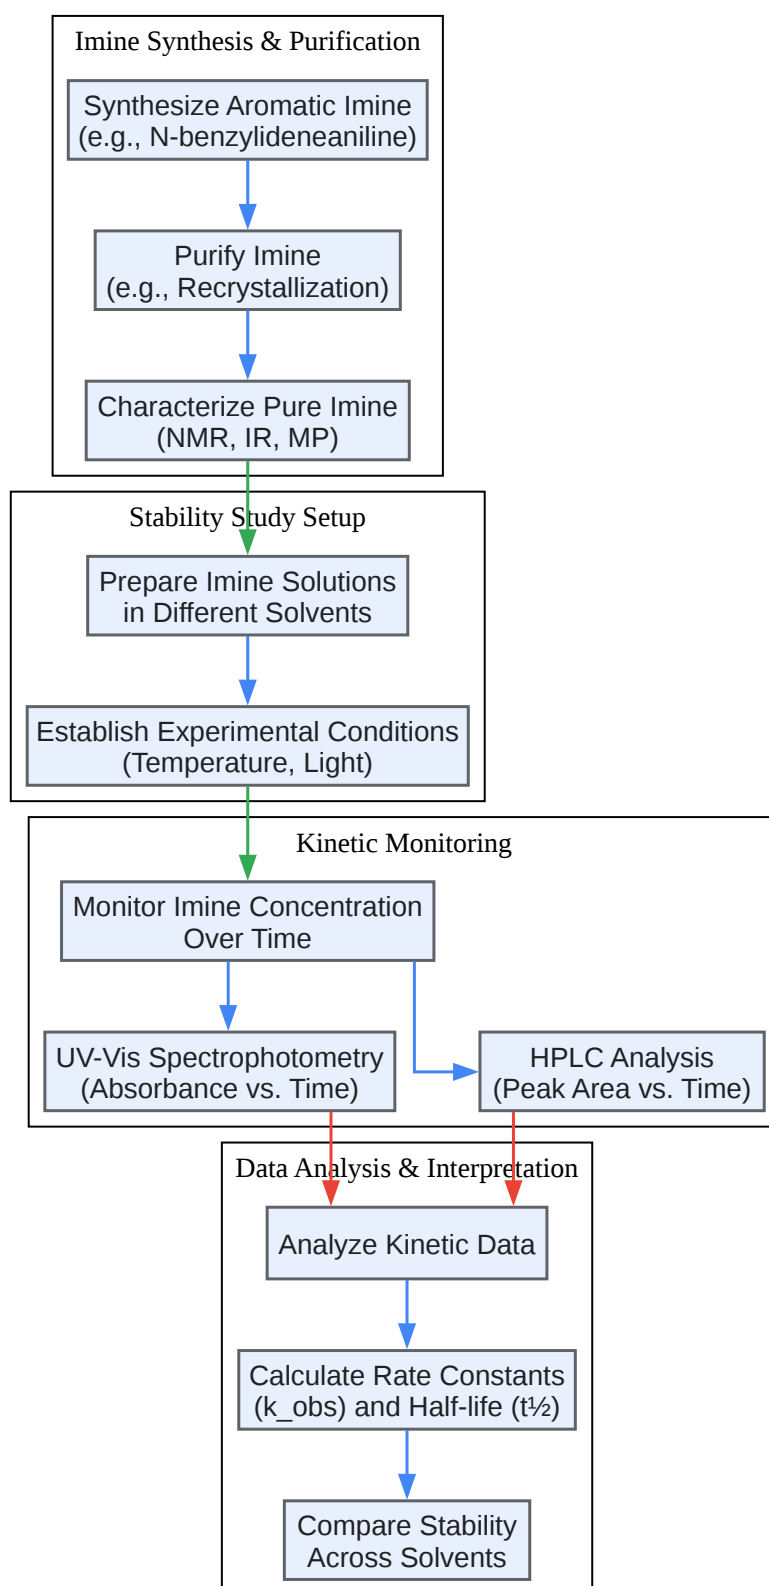 Imine Synthesis & Purification
Synthesize Aromatic Imine
(e.g., N-benzylideneaniline)
Purify Imine
(e.g., Recrystallization)
Characterize Pure Imine
(NMR, IR, MP)
Stability Study Setup
Prepare Imine Solutions
in Different Solvents
Establish Experimental Conditions
(Temperature, Light)
Kinetic Monitoring
Monitor Imine Concentration
Over Time
UV-Vis Spectrophotometry
(Absorbance vs. Time)
HPLC Analysis
(Peak Area vs. Time)
Data Analysis & Interpretation
Analyze Kinetic Data
Calculate Rate Constants
(k_obs) and Half-life (t½)
Compare Stability
Across Solvents